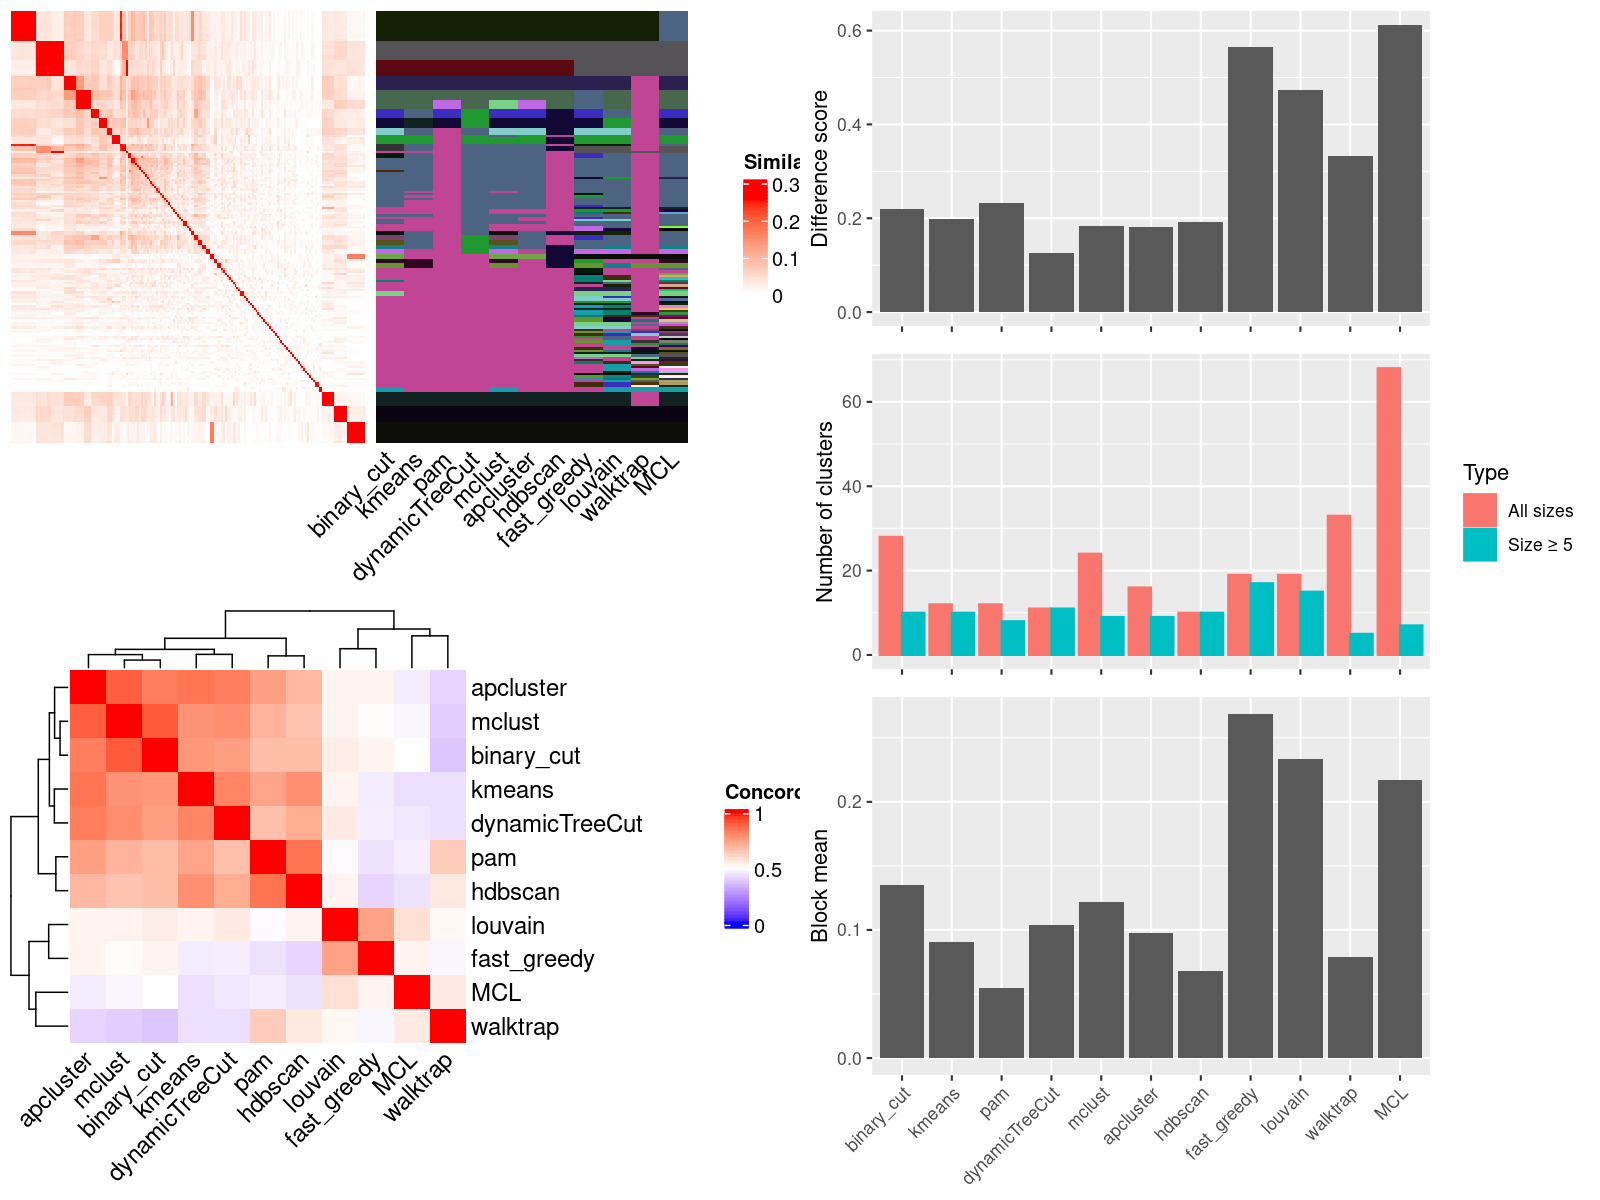 Simila
0.3
0.2
0.1
0
binary_cut
kmeans
pam
dynamicTreeCut
mclust
apcluster
hdbscan
fast_greedy
louvain
walktrap
MCL
apcluster
mclust
binary_cut
kmeans
dynamicTreeCut
pam
hdbscan
louvain
fast_greedy
MCL
walktrap
apcluster
mclust
binary_cut
kmeans
dynamicTreeCut
pam
hdbscan
louvain
fast_greedy
MCL
walktrap
Concord
1
0.5
0
Difference score
0.6
0.4
0.2
0.0
Number of clusters
60
40
20
0
Type
All sizes
Size ≥ 5
Block mean
0.2
0.1
0.0
binary_cut
kmeans
pam
dynamicTreeCut
mclust
apcluster
hdbscan
fast_greedy
louvain
walktrap
MCL